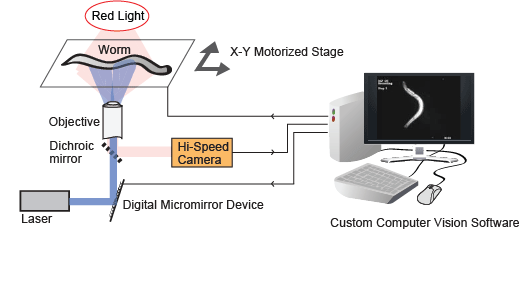 Red Light
Worm
X-Y Motorized Stage
Objective
Dichroic
mirror
Hi-Speed
Camera
Digital Micromirror Device
Laser
Custom Computer Vision Software